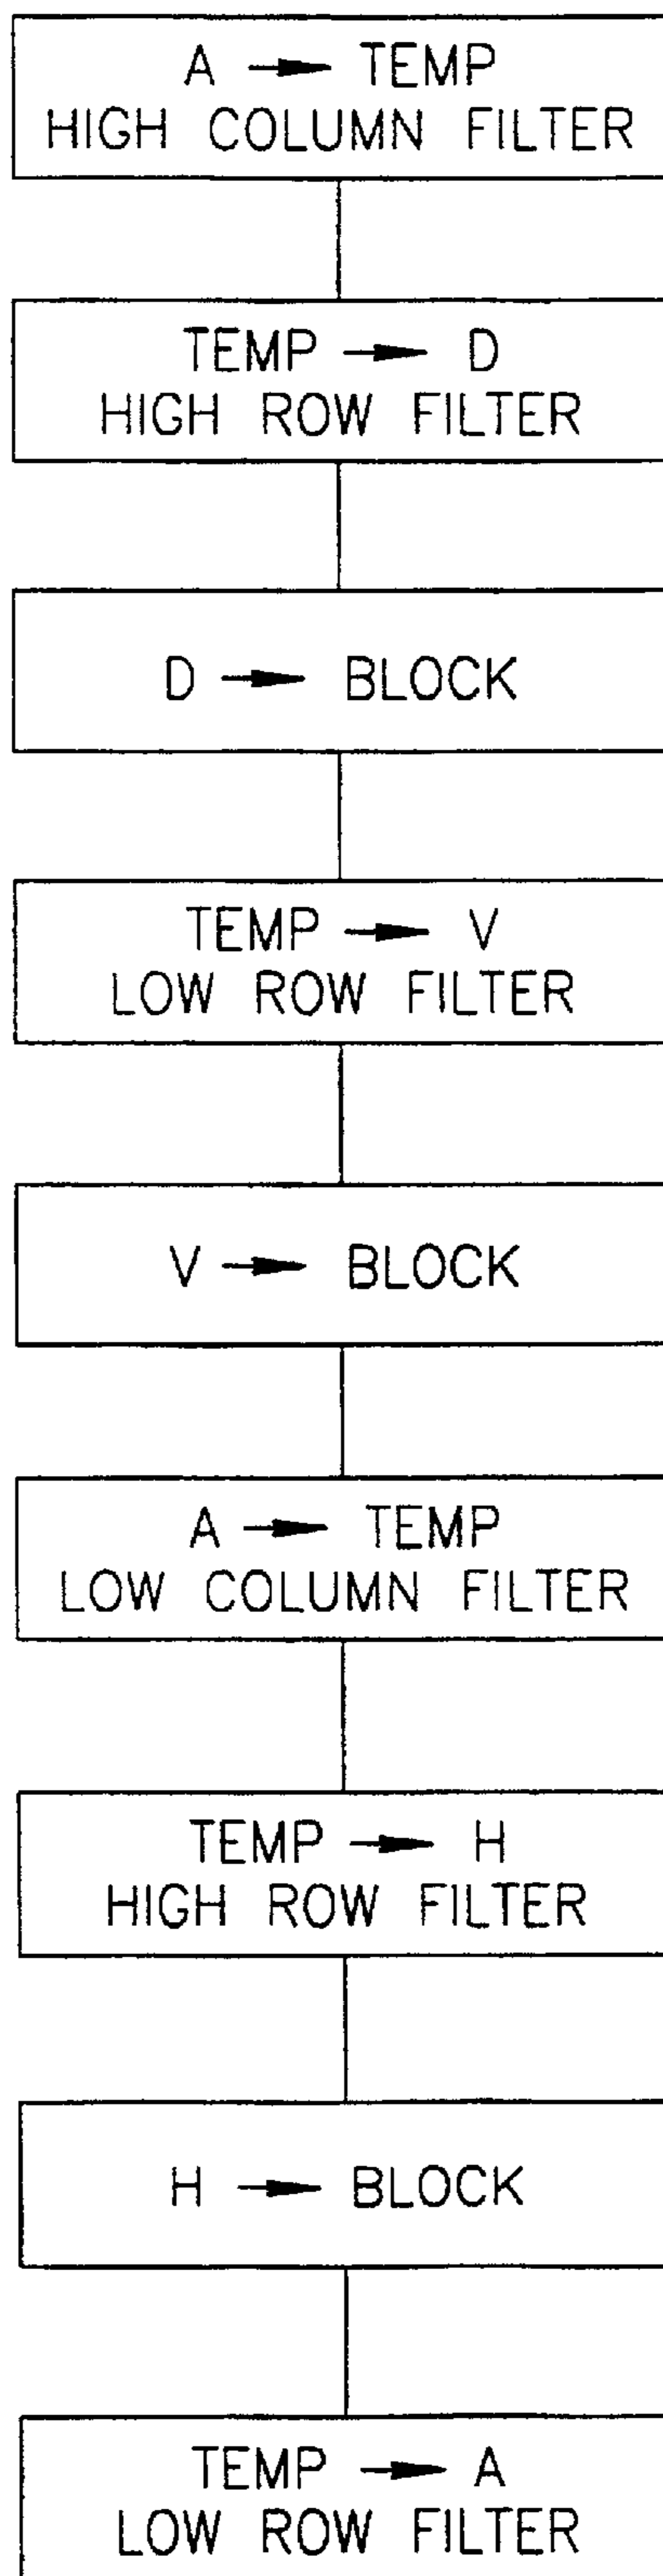 A → TEMP
HIGH COLUMN FILTER
TEMP → D
HIGH ROW FILTER
D → BLOCK
TEMP → V
LOW ROW FILTER
V → BLOCK
A → TEMP
LOW COLUMN FILTER
TEMP → H
HIGH ROW FILTER
H → BLOCK
TEMP → A
LOW ROW FILTER